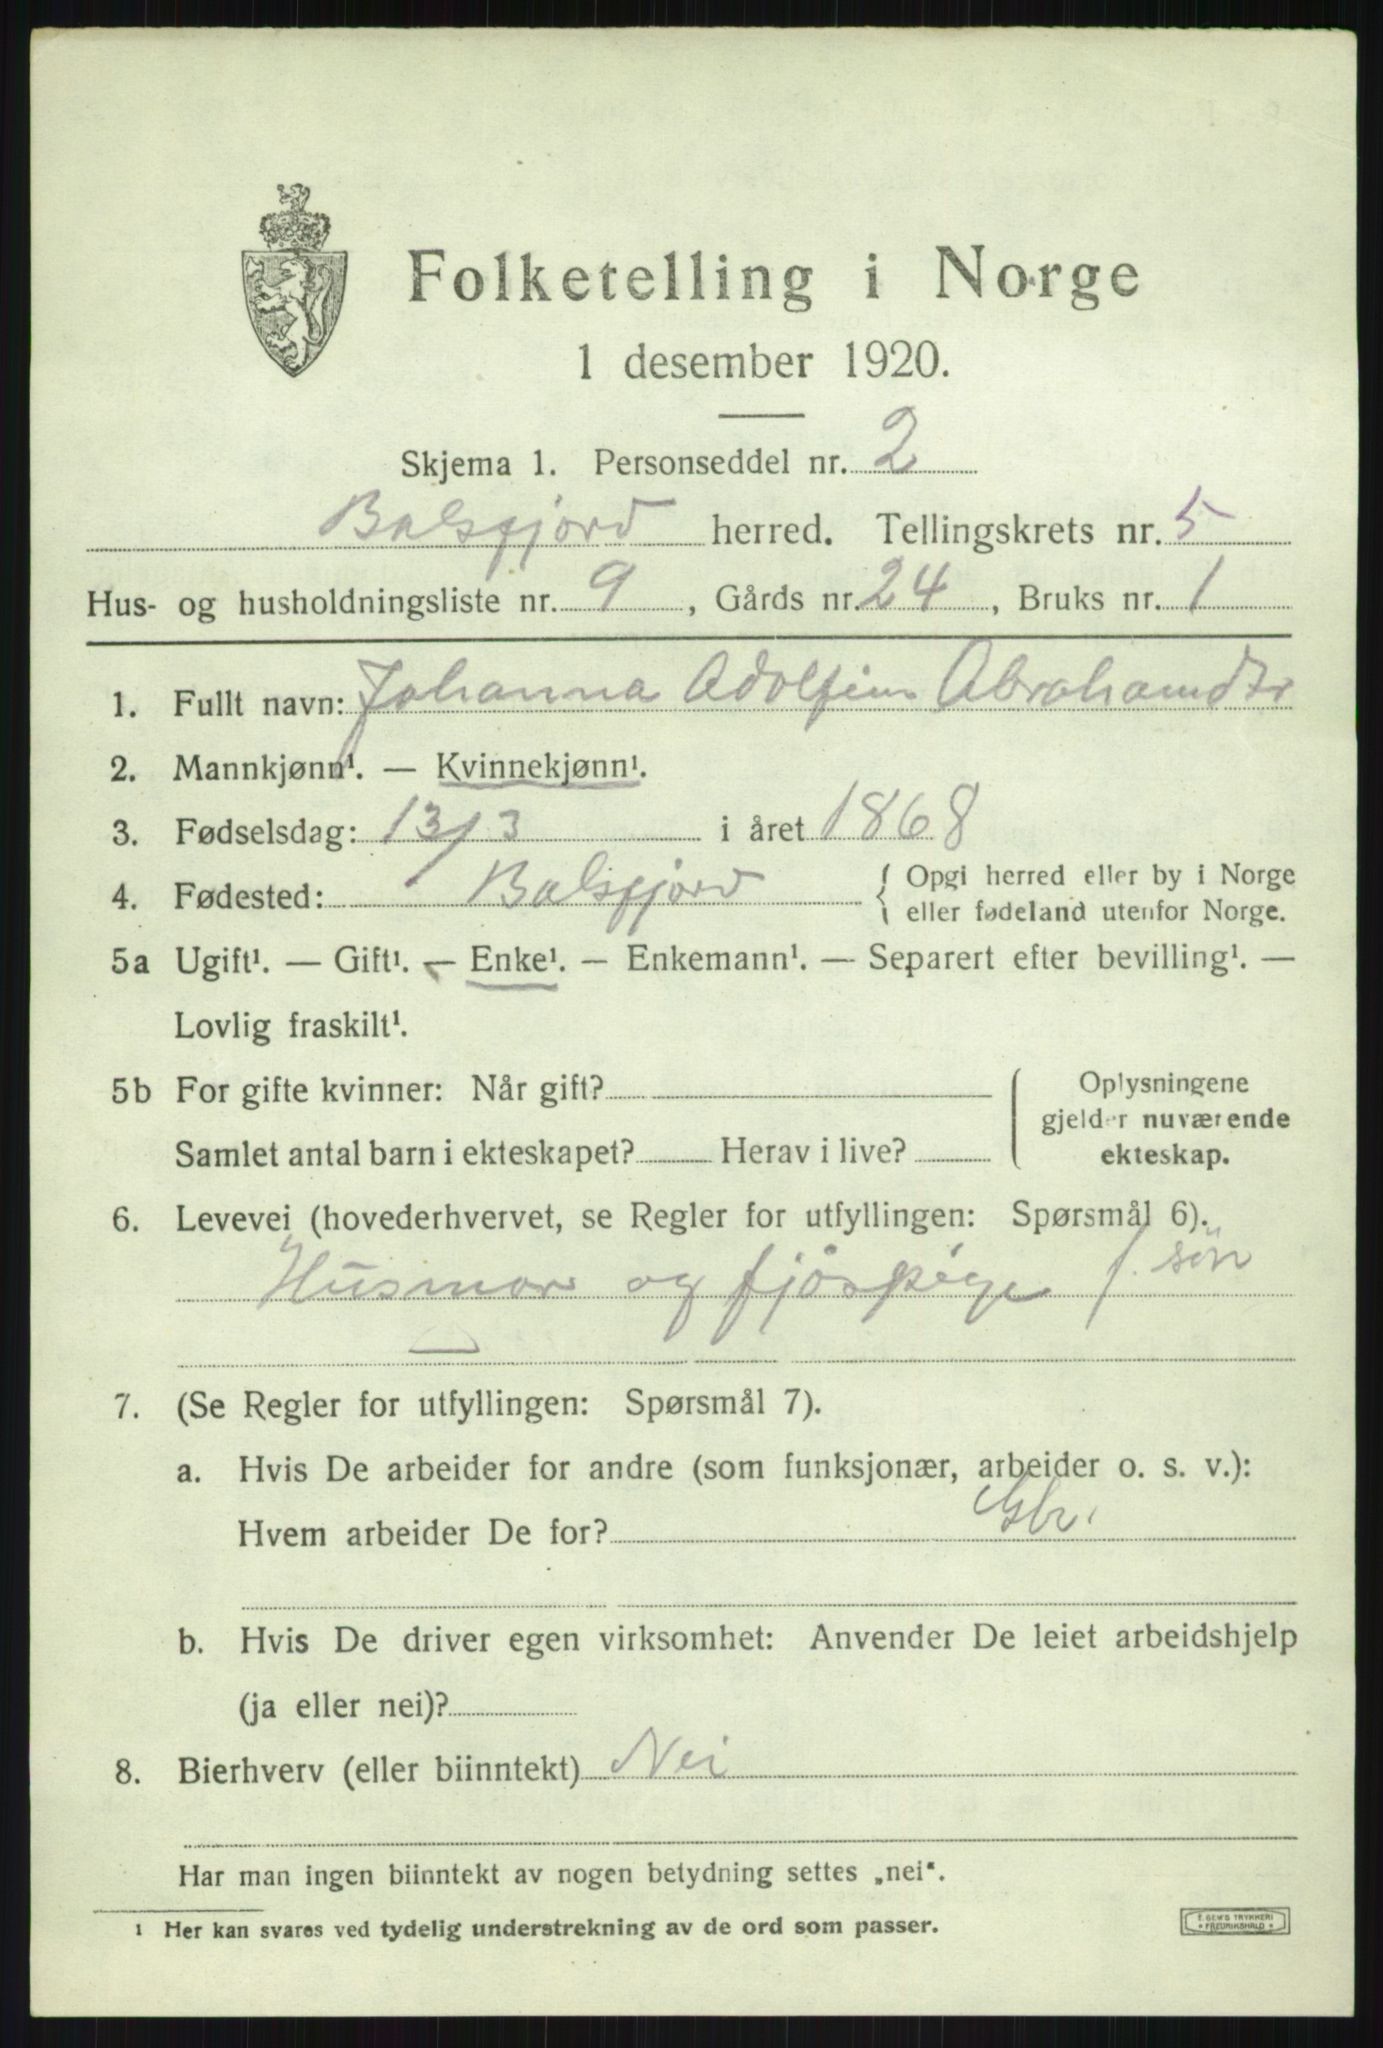 Folketelling i Norge
1 desember 1920.
Skjema 1. Personseddel nr. 2
Balsfjord herred. Tellingskrets nr. 5
Hus- og husholdningsliste nr. 9, Gårds nr. 24, Bruks nr. 1
1. Fullt navn: Johanna Adolfine Abrahamdtr
2. Mannkjønn¹. — Kvinnekjønn¹.
3. Fødselsdag: 13/3 i året 1868
4. Fødested: Balsfjord { Opgi herred eller by i Norge
eller fødeland utenfor Norge.
5a Ugift¹. — Gift¹. — Enke¹. — Enkemann¹. — Separert efter bevilling¹. —
Lovlig fraskilt¹.
5b For gifte kvinner: Når gift?
Samlet antal barn i ekteskapet? Herav i live?
Oplysningene
gjelder nuværende
ekteskap.
6. Levevei (hovederhvervet, se Regler for utfyllingen: Spørsmål 6).
Husmor og fjöspige f. sön
7. (Se Regler for utfyllingen: Spørsmål 7).
a. Hvis De arbeider for andre (som funksjonær, arbeider o. s. v.):
Hvem arbeider De for? Gbr.
b. Hvis De driver egen virksomhet: Anvender De leiet arbeidshjelp
(ja eller nei)?
8. Bierhverv (eller biinntekt) Nei
Har man ingen biinntekt av nogen betydning settes „nei“.
¹ Her kan svares ved tydelig understrekning av de ord som passer.
E. SEM'S TRYKKERI
FREDRIKSHALD